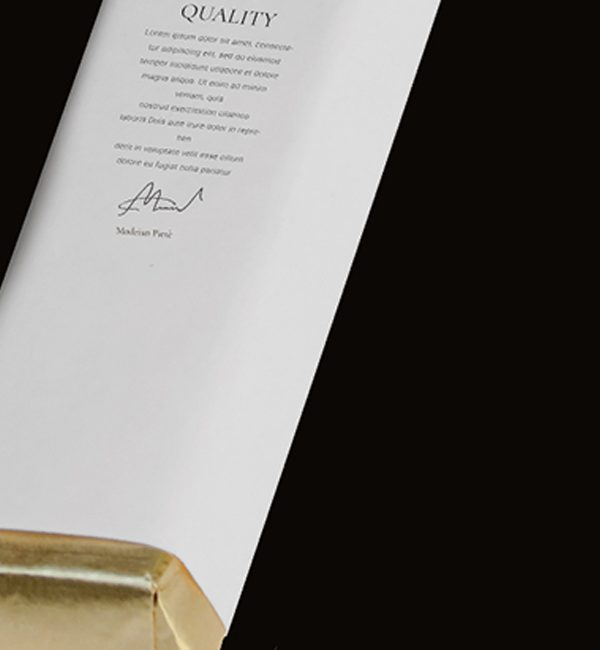 QUALITY
Lorem ipsum dolor sit amet, consecte-
tur adipiscing elit, sed do eiusmod
tempor incididunt utlabore et dolore
magna aliqua. Ut enim ad minim
veniam, quis
nostrud exercitation ullamco
laboris Duis aute irure dolor in repre-
hen
derit in voluptate velit esse cillum
dolore eu fugiat nulla pariatur